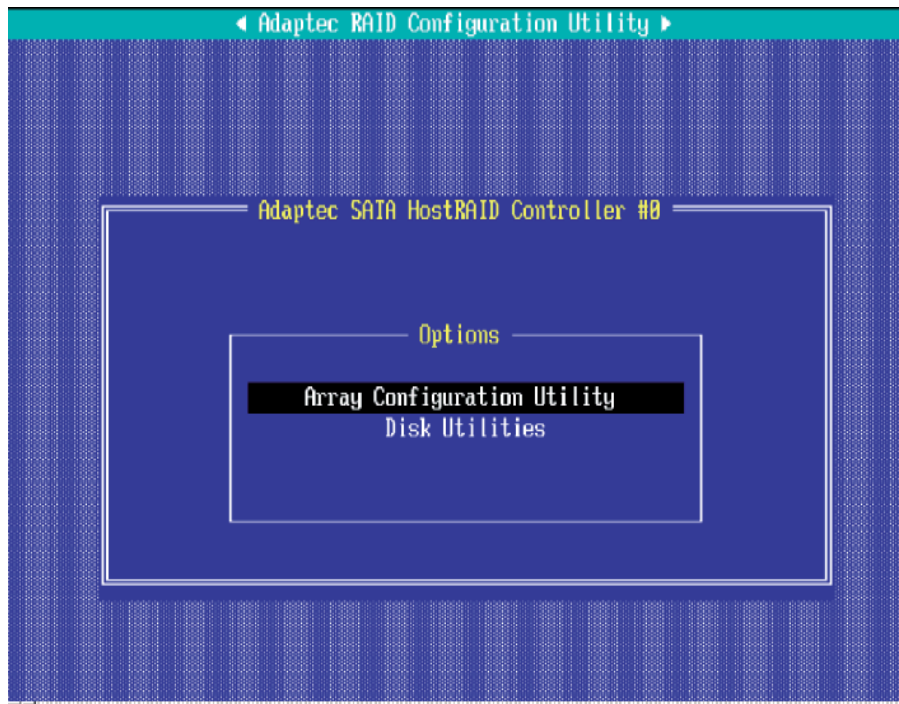 Adaptec RAID Configuration Utility
Adaptec SATA HostRAID Controller #0
Options
Array Configuration Utility
Disk Utilities